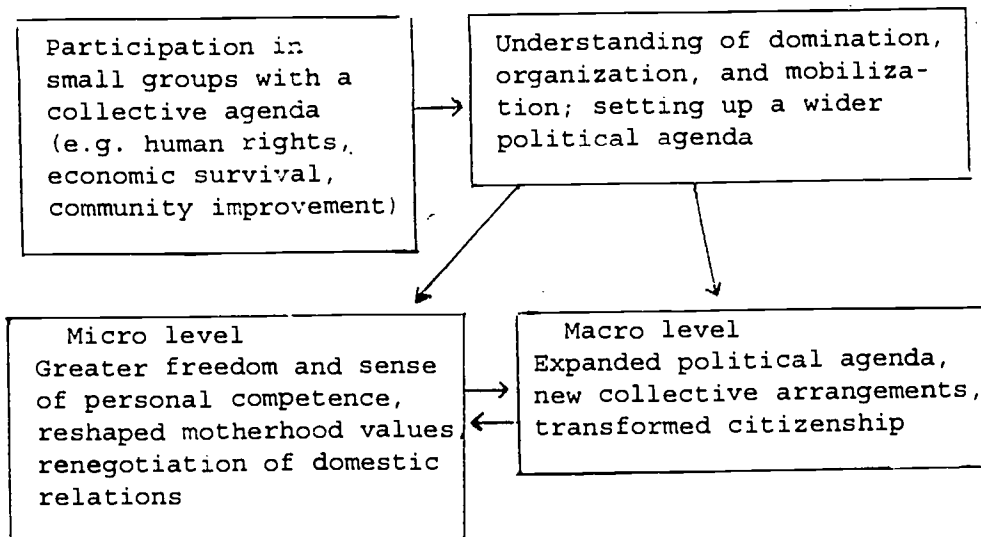 Participation in
small groups with a
collective agenda
(e.g. human rights,
economic survival,
community improvement)
Understanding of domination,
organization, and mobiliza-
tion; setting up a wider
political agenda
Micro level
Greater freedom and sense
of personal competence,
reshaped motherhood values,
renegotiation of domestic
relations
Macro level
Expanded political agenda,
new collective arrangements,
transformed citizenship